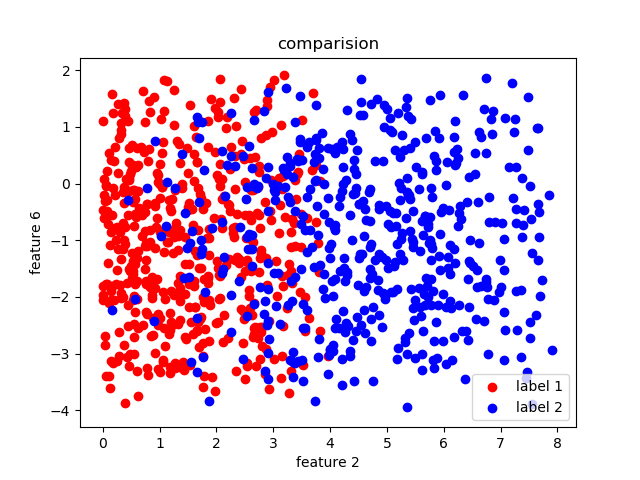 comparision
2
1
0
−1
−2
−3
−4
feature 6
label 1
label 2
0 1 2 3 4 5 6 7 8
feature 2